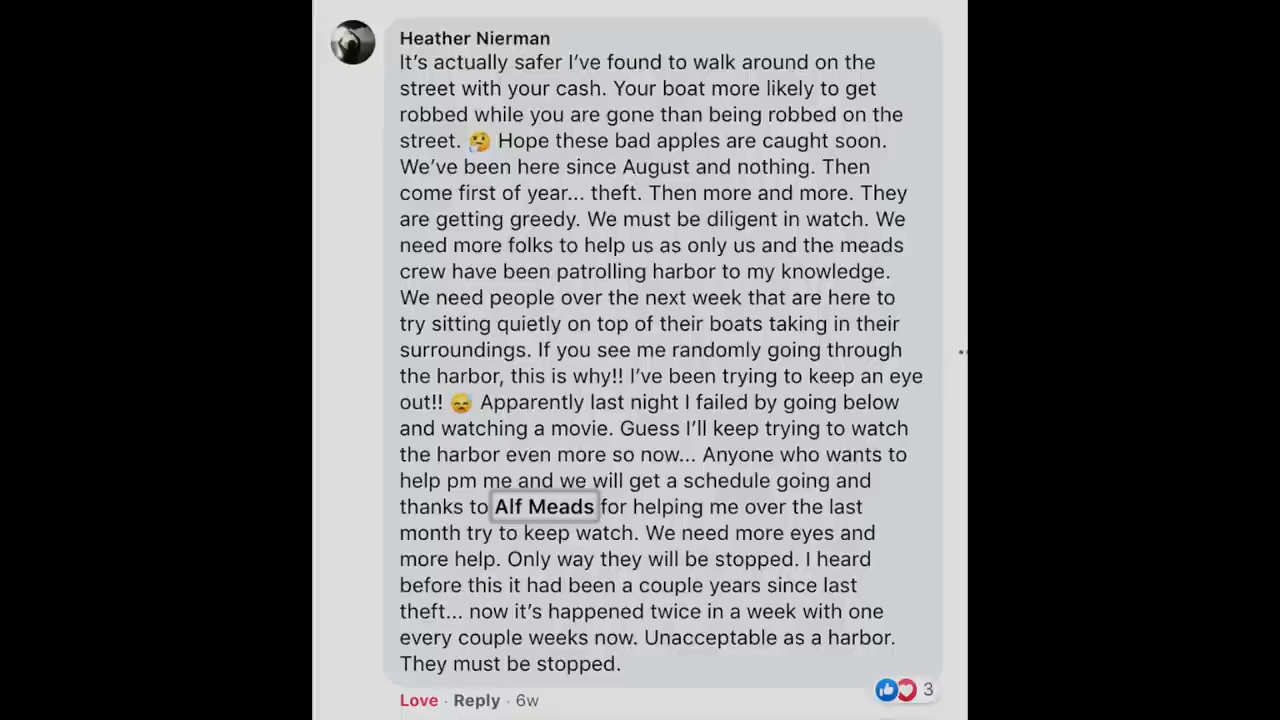 Heather Nierman
It's actually safer I've found to walk around on the
street with your cash. Your boat more likely to get
robbed while you are gone than being robbed on the
street. 🤔 Hope these bad apples are caught soon.
We've been here since August and nothing. Then
come first of year... theft. Then more and more. They
are getting greedy. We must be diligent in watch. We
need more folks to help us as only us and the meads
crew have been patrolling harbor to my knowledge.
We need people over the next week that are here to
try sitting quietly on top of their boats taking in their
surroundings. If you see me randomly going through
the harbor, this is why!! I've been trying to keep an eye
out!! 😅 Apparently last night I failed by going below
and watching a movie. Guess I'll keep trying to watch
the harbor even more so now... Anyone who wants to
help pm me and we will get a schedule going and
thanks to Alf Meads for helping me over the last
month try to keep watch. We need more eyes and
more help. Only way they will be stopped. I heard
before this it had been a couple years since last
theft... now it's happened twice in a week with one
every couple weeks now. Unacceptable as a harbor.
They must be stopped.
3
Love · Reply · 6w